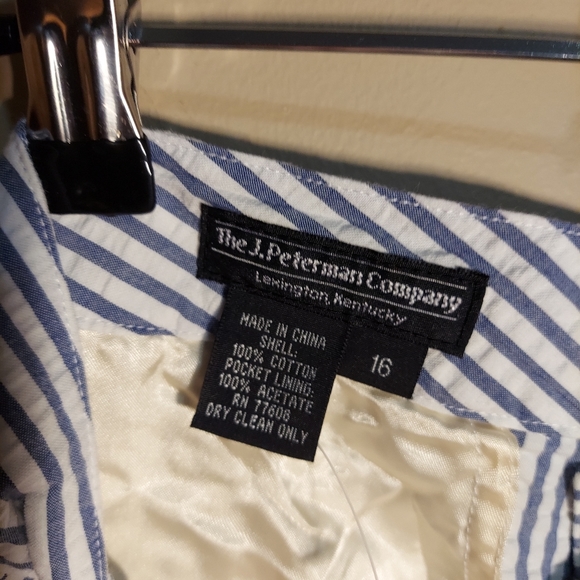 The J. Peterman Company
Lexington, Kentucky
MADE IN CHINA
SHELL:
100% COTTON
POCKET LINING:
100% ACETATE
RN 77608
DRY CLEAN ONLY
16